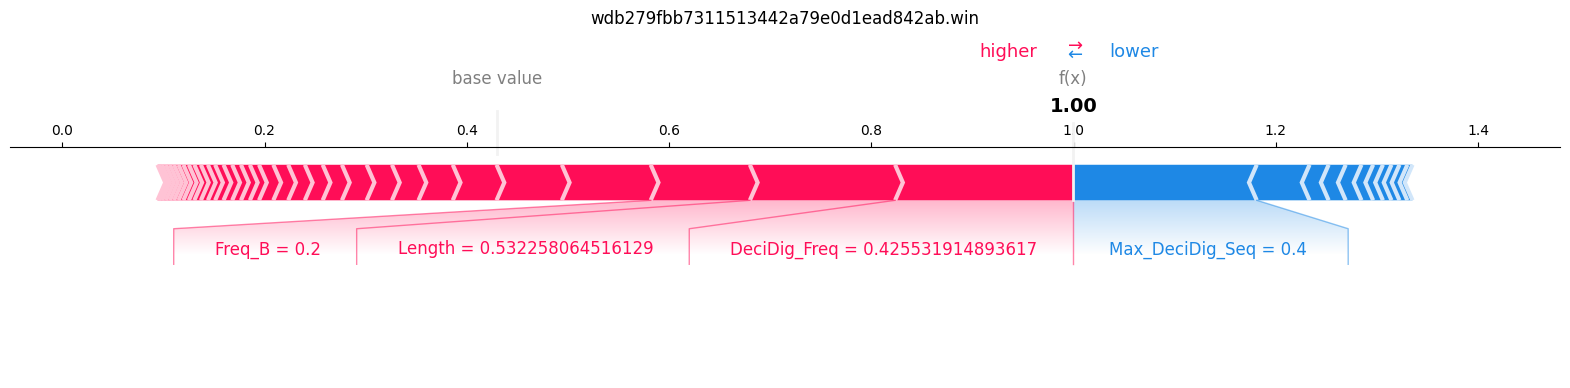 wdb279fbb7311513442a79e0d1ead842ab.win
higher ⇄ lower
base value f(x)
1.00
0.0 0.2 0.4 0.6 0.8 1.0 1.2 1.4
Freq_B = 0.2 Length = 0.532258064516129 DeciDig_Freq = 0.425531914893617 Max_DeciDig_Seq = 0.4